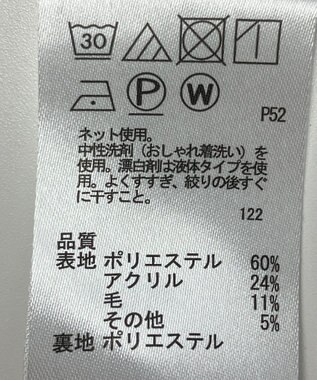 30
P
W
P52
ネット使用。
中性洗剤（おしゃれ着洗い）を
使用。漂白剤は液体タイプを使
用。よくすすぎ、絞りの後すぐ
に干すこと。
122
品質
表地 ポリエステル 60%
アクリル 24%
毛 11%
その他 5%
裏地 ポリエステル